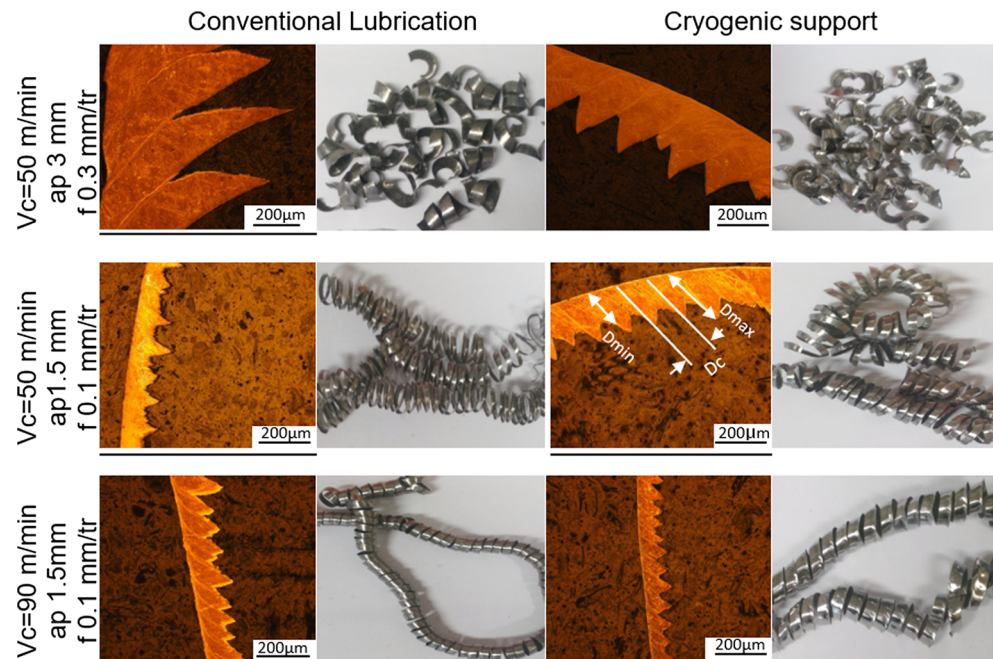 Conventional Lubrication
Cryogenic support
Vc=50 m/min
ap 3 mm
f 0.3 mm/tr
200µm
200µm
Vc=50 m/min
ap1.5 mm
f 0.1 mm/tr
200µm
Dmin
Dc
Dmax
200µm
Vc=90 m/min
ap 1.5mm
f 0.1 mm/tr
200µm
200µm